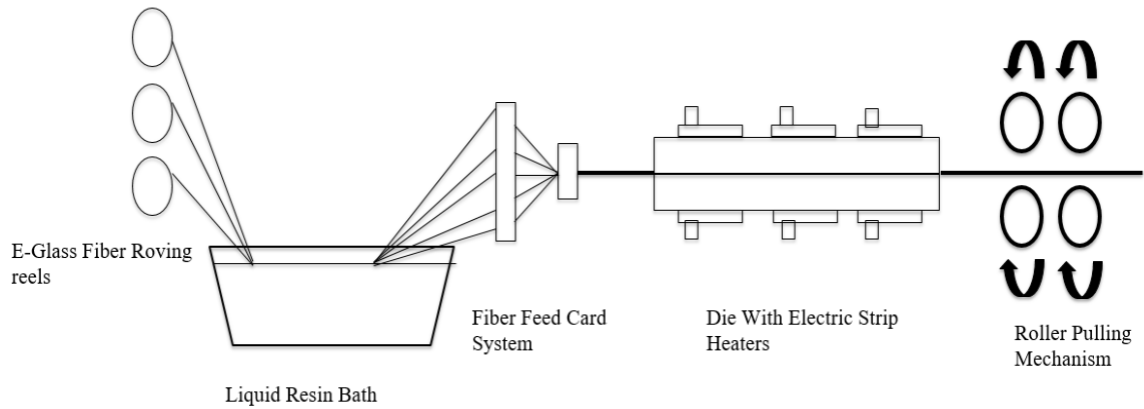 E-Glass Fiber Roving
reels
Liquid Resin Bath
Fiber Feed Card
System
Die With Electric Strip
Heaters
Roller Pulling
Mechanism